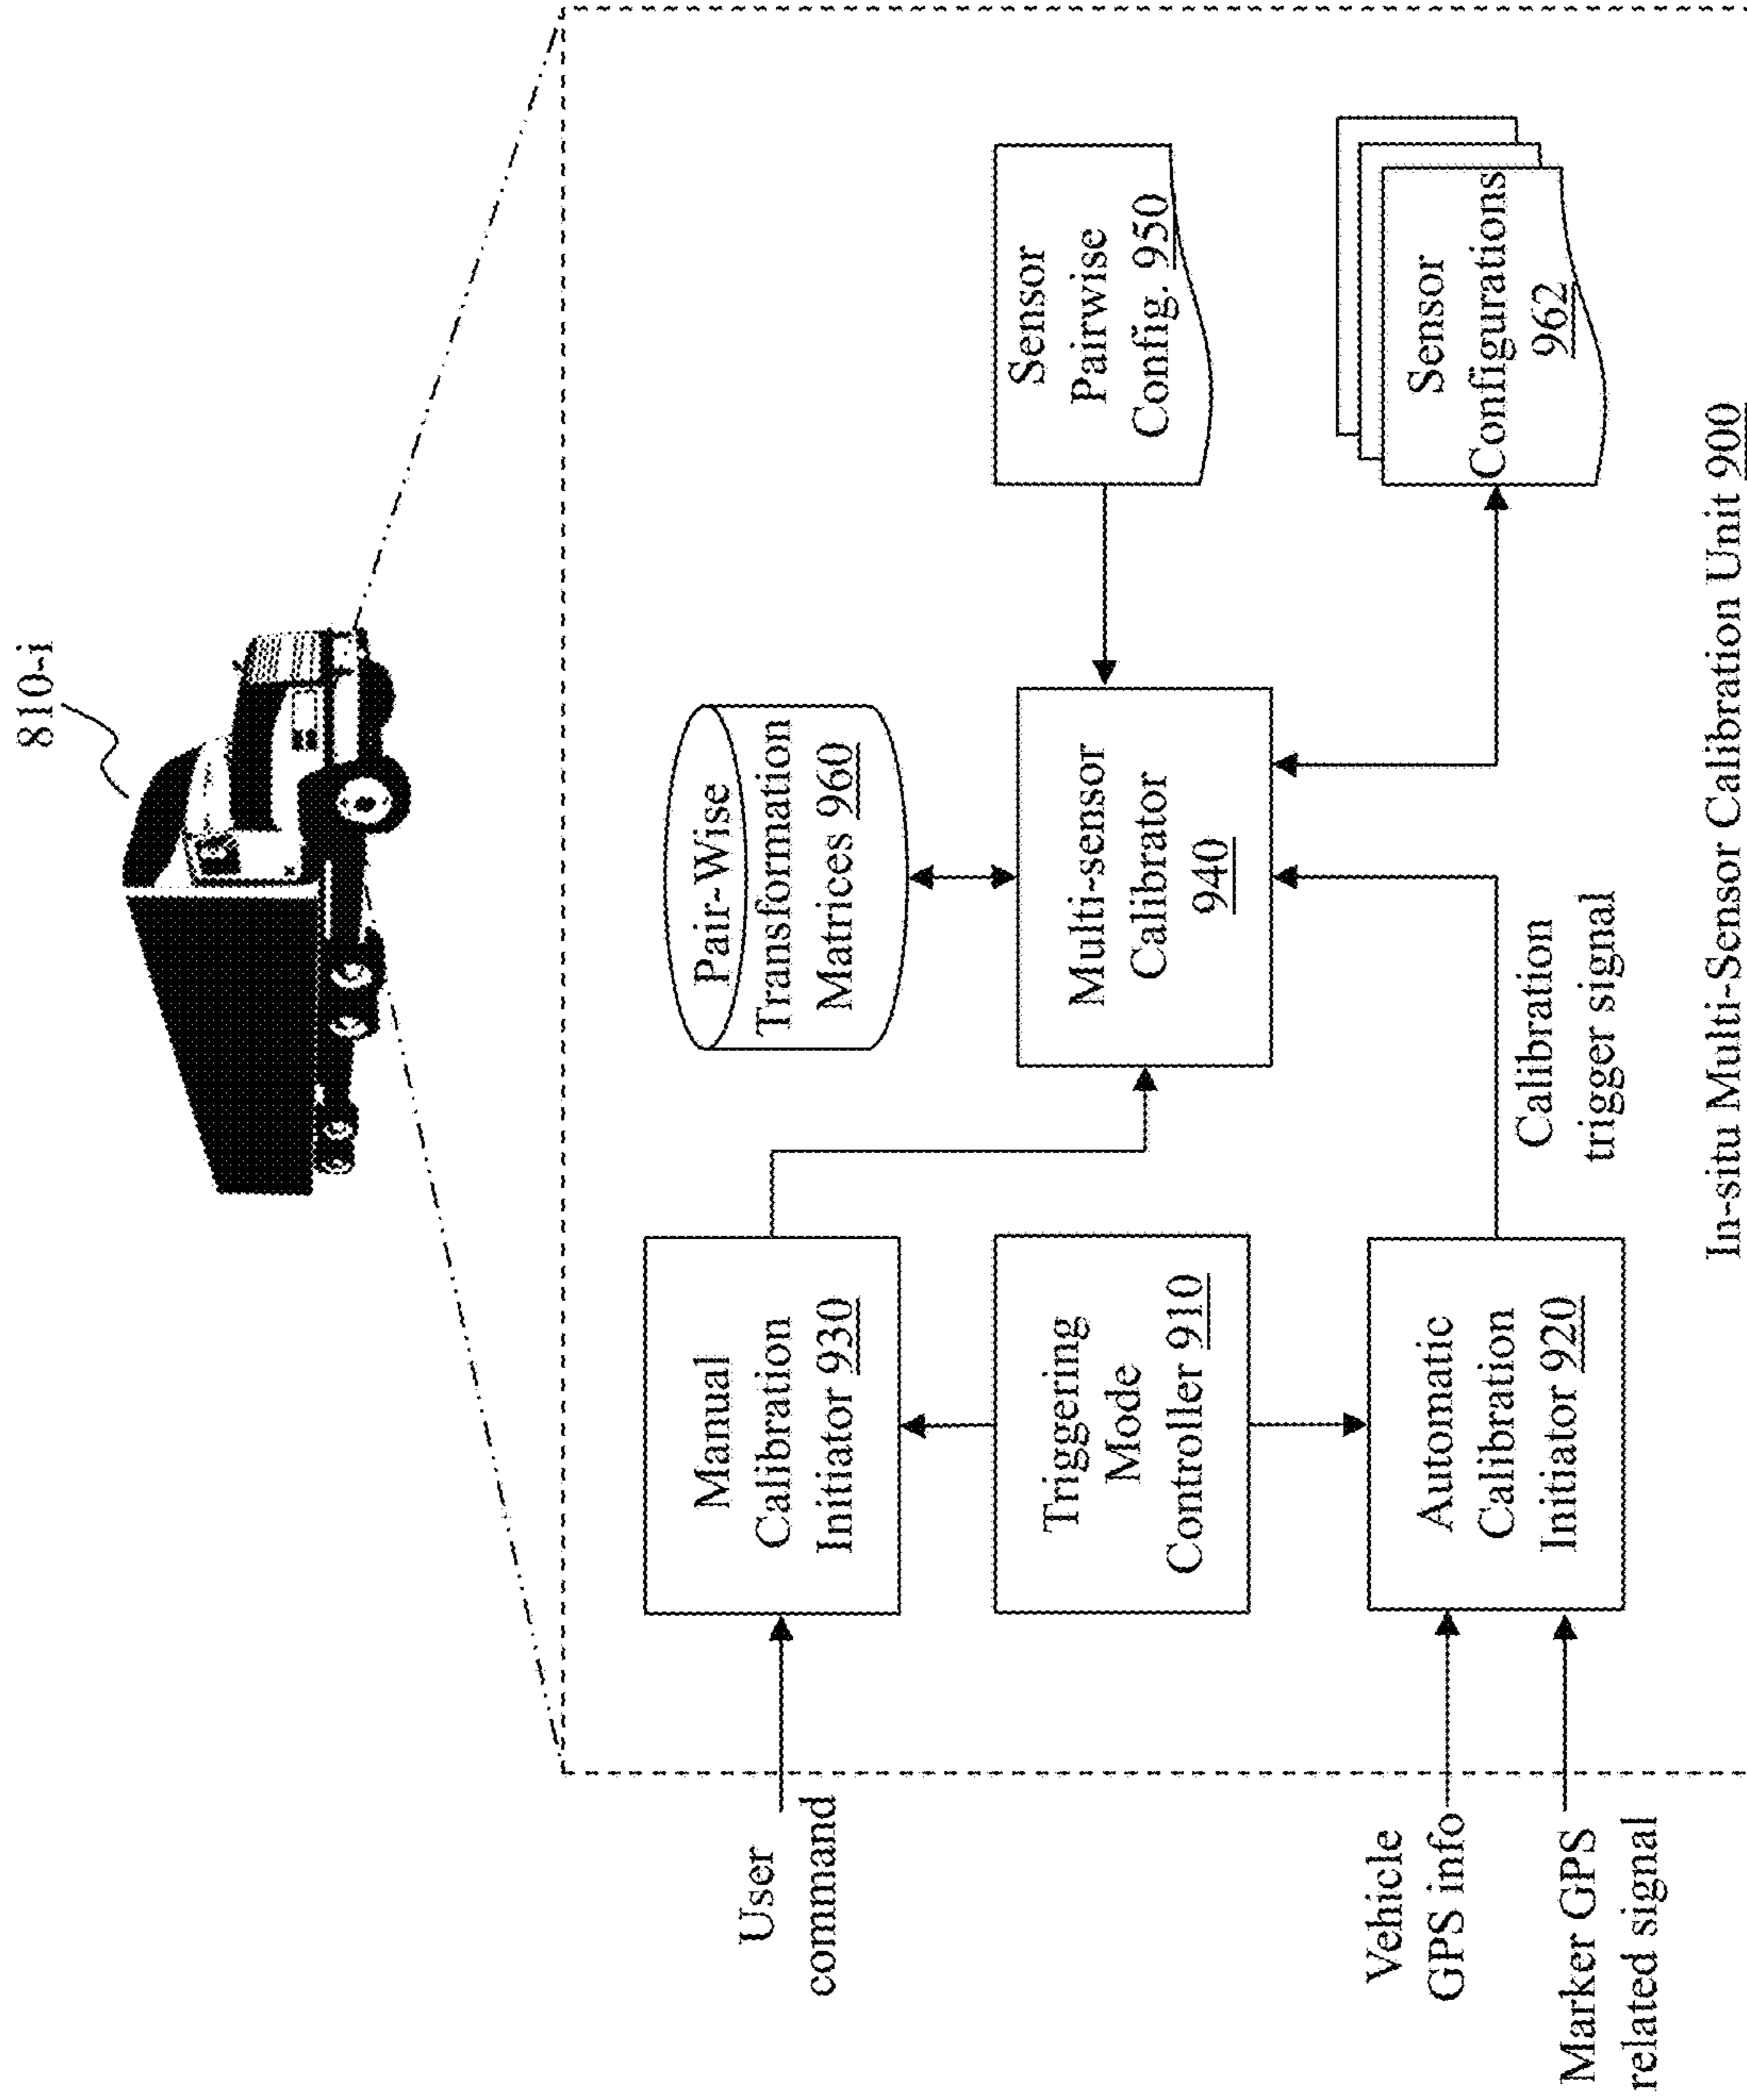 810-i
User
command
Manual
Calibration
Initiator 930
Pair-Wise
Transformation
Matrices 960
Triggering
Mode
Controller 910
Multi-sensor
Calibrator
940
Sensor
Pairwise
Config. 950
Vehicle
GPS info
Marker GPS
related signal
Automatic
Calibration
Initiator 920
Calibration
trigger signal
Sensor
Configurations
962
In-situ Multi-Sensor Calibration Unit 900